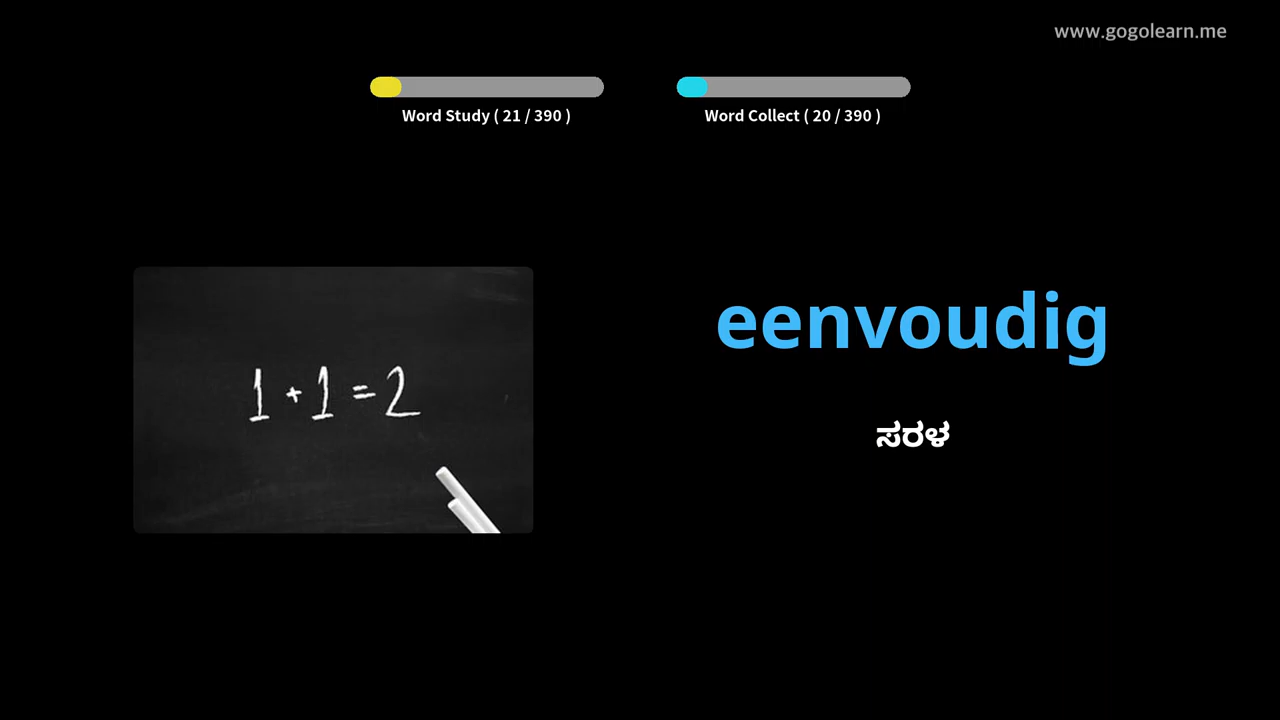 www.gogolearn.me
Word Study ( 21 / 390 )
Word Collect ( 20 / 390 )
1 + 1 = 2
eenvoudig
ಸರಳ